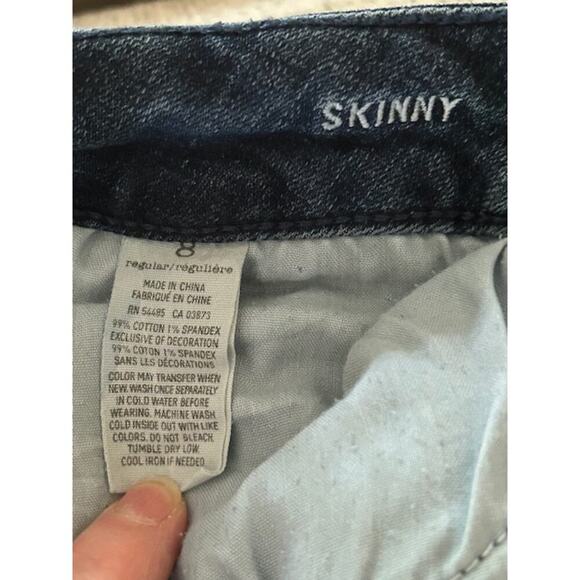 SKINNY
8
regular/régulière
MADE IN CHINA
FABRIQUÉ EN CHINE
RN 54485 CA 03873
99% COTTON 1% SPANDEX
EXCLUSIVE OF DECORATION
99% COTON 1% SPANDEX
SANS LES DÉCORATIONS
COLOR MAY TRANSFER WHEN
NEW. WASH ONCE SEPARATELY
IN COLD WATER BEFORE
WEARING. MACHINE WASH
COLD INSIDE OUT WITH LIKE
COLORS. DO NOT BLEACH.
TUMBLE DRY LOW.
COOL IRON IF NEEDED